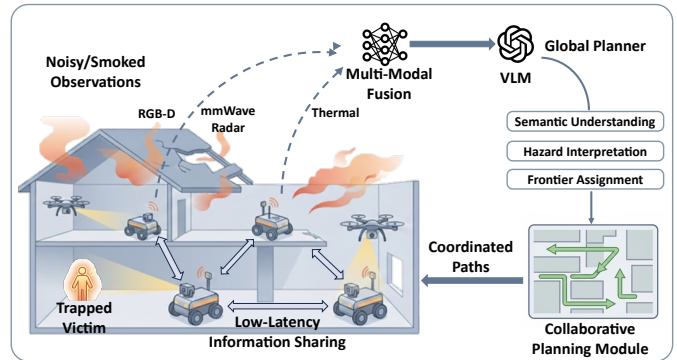 Noisy/Smoked
Observations
RGB-D
mmWave
Radar
Thermal
Multi-Modal
Fusion
VLM
Global Planner
Semantic Understanding
Hazard Interpretation
Frontier Assignment
Coordinated
Paths
Collaborative
Planning Module
Trapped
Victim
Low-Latency
Information Sharing